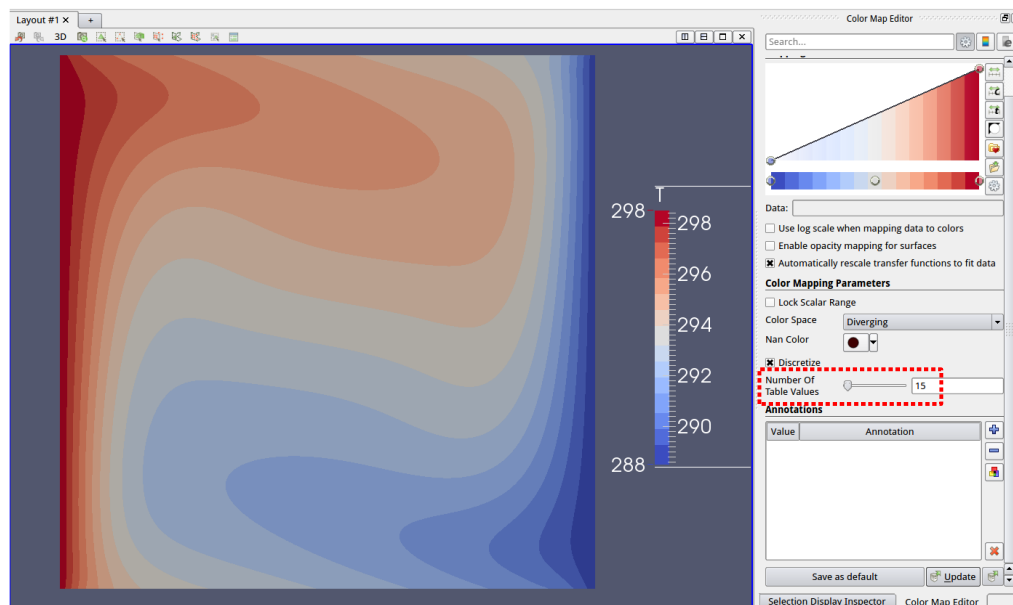 Layout #1 ×
+
3D
T
298
298
296
294
292
290
288
Color Map Editor
Search...
Data:
Use log scale when mapping data to colors
Enable opacity mapping for surfaces
Automatically rescale transfer functions to fit data
Color Mapping Parameters
Lock Scalar Range
Color Space Diverging
Nan Color
Discretize
Number Of
Table Values 15
Annotations
Value Annotation
Save as default Update
Selection Display Inspector Color Map Editor